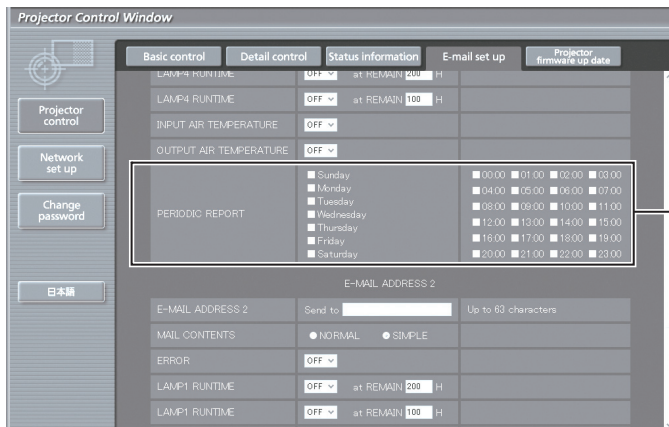 Projector Control Window
Basic control Detail control Status information E-mail set up Projector firmware up date
Projector control
Network set up
Change password
日本語
LAMP4 RUNTIME OFF at REMAIN 200 H
LAMP4 RUNTIME OFF at REMAIN 100 H
INPUT AIR TEMPERATURE OFF
OUTPUT AIR TEMPERATURE OFF
PERIODIC REPORT
Sunday
Monday
Tuesday
Wednesday
Thursday
Friday
Saturday
00:00 01:00 02:00 03:00
04:00 05:00 06:00 07:00
08:00 09:00 10:00 11:00
12:00 13:00 14:00 15:00
16:00 17:00 18:00 19:00
20:00 21:00 22:00 23:00
E-MAIL ADDRESS 2
E-MAIL ADDRESS 2 Send to Up to 63 characters
MAIL CONTENTS NORMAL SIMPLE
ERROR OFF
LAMP1 RUNTIME OFF at REMAIN 200 H
LAMP1 RUNTIME OFF at REMAIN 100 H